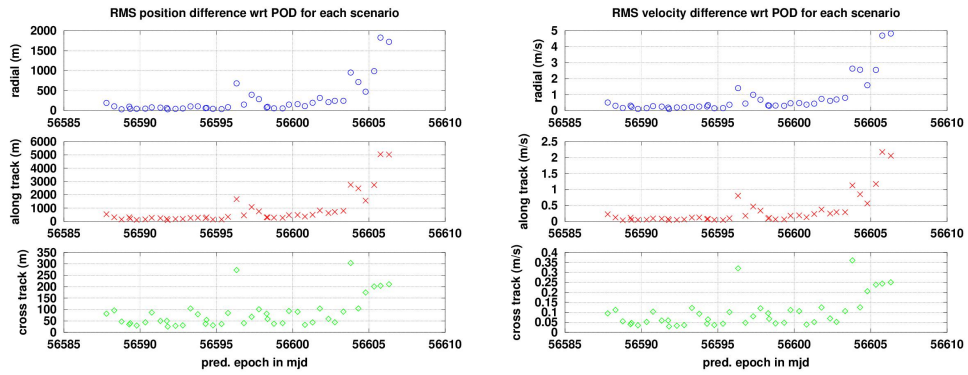 RMS position difference wrt POD for each scenario
radial (m)
2000
1500
1000
500
0
56585 56590 56595 56600 56605 56610
along track (m)
6000
5000
4000
3000
2000
1000
0
56585 56590 56595 56600 56605 56610
cross track (m)
350
300
250
200
150
100
50
0
56585 56590 56595 56600 56605 56610
pred. epoch in mjd
RMS velocity difference wrt POD for each scenario
radial (m/s)
5
4
3
2
1
0
56585 56590 56595 56600 56605 56610
along track (m/s)
2.5
2
1.5
1
0.5
0
56585 56590 56595 56600 56605 56610
cross track (m/s)
0.4
0.35
0.3
0.25
0.2
0.15
0.1
0.05
0
56585 56590 56595 56600 56605 56610
pred. epoch in mjd